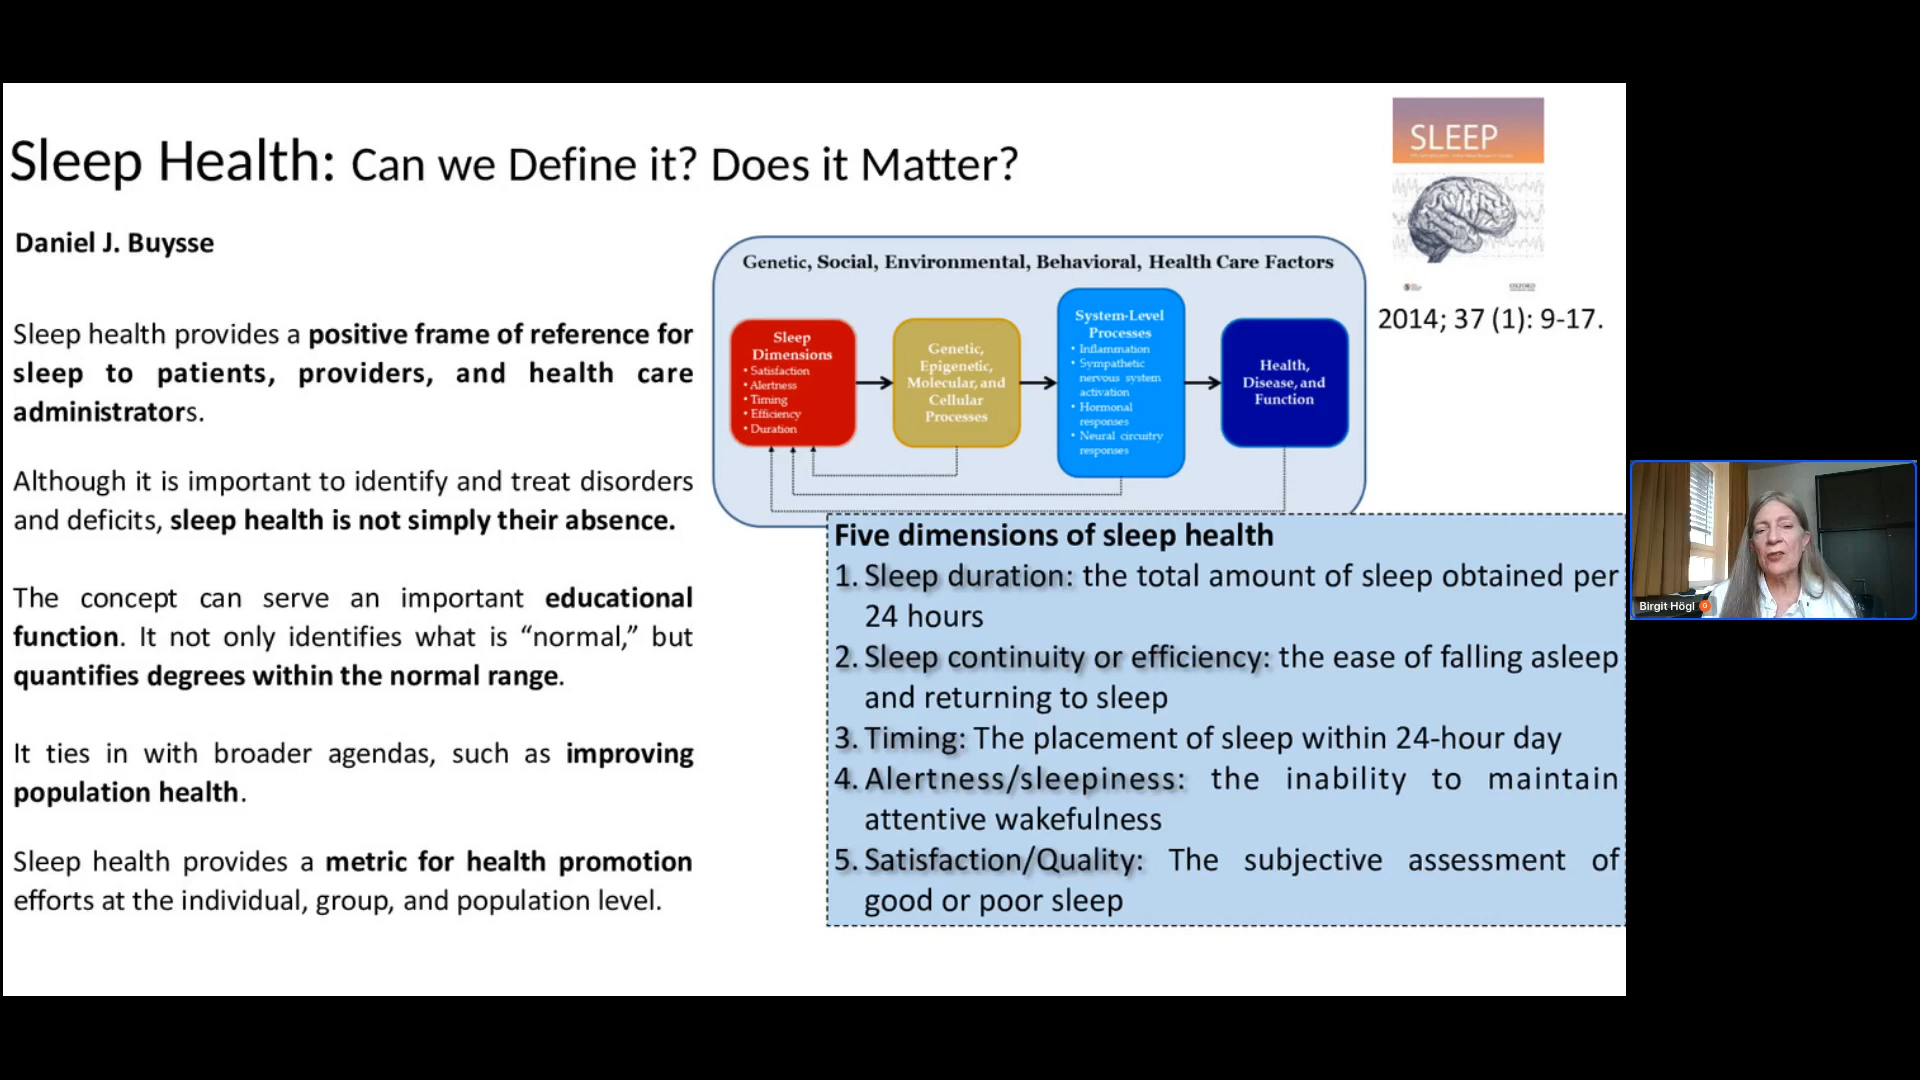 Sleep Health: Can we Define it? Does it Matter?
Daniel J. Buysse
Sleep health provides a positive frame of reference for
sleep to patients, providers, and health care
administrators.
Although it is important to identify and treat disorders
and deficits, sleep health is not simply their absence.
The concept can serve an important educational
function. It not only identifies what is “normal,” but
quantifies degrees within the normal range.
It ties in with broader agendas, such as improving
population health.
Sleep health provides a metric for health promotion
efforts at the individual, group, and population level.
Genetic, Social, Environmental, Behavioral, Health Care Factors
Sleep
Dimensions
• Satisfaction
• Alertness
• Timing
• Efficiency
• Duration
Genetic,
Epigenetic,
Molecular, and
Cellular
Processes
System-Level
Processes
• Inflammation
• Sympathetic
nervous system
activation
• Hormonal
responses
• Neural circuitry
responses
Health,
Disease, and
Function
SLEEP
OXFORD
2014; 37 (1): 9-17.
Five dimensions of sleep health
1. Sleep duration: the total amount of sleep obtained per
24 hours
2. Sleep continuity or efficiency: the ease of falling asleep
and returning to sleep
3. Timing: The placement of sleep within 24-hour day
4. Alertness/sleepiness: the inability to maintain
attentive wakefulness
5. Satisfaction/Quality: The subjective assessment of
good or poor sleep
Birgit Högl